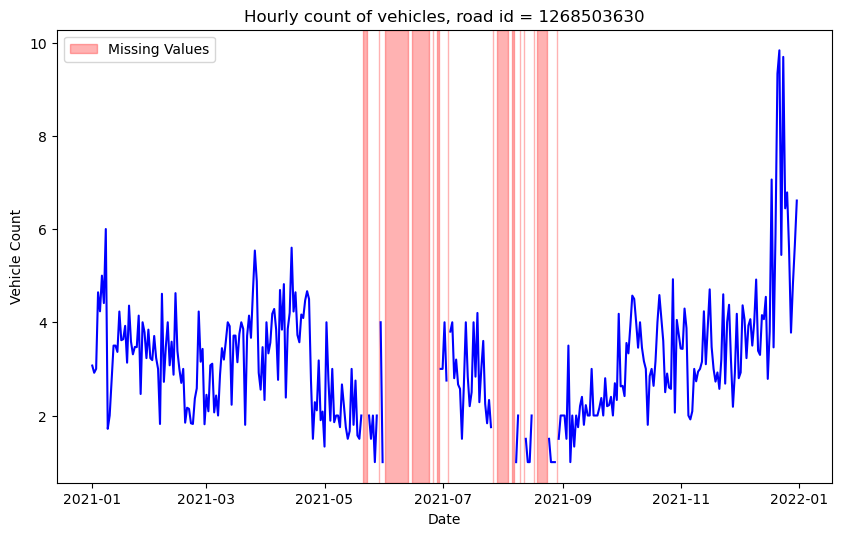 Hourly count of vehicles, road id = 1268503630
Missing Values
10
8
6
4
2
Vehicle Count
2021-01 2021-03 2021-05 2021-07 2021-09 2021-11 2022-01
Date